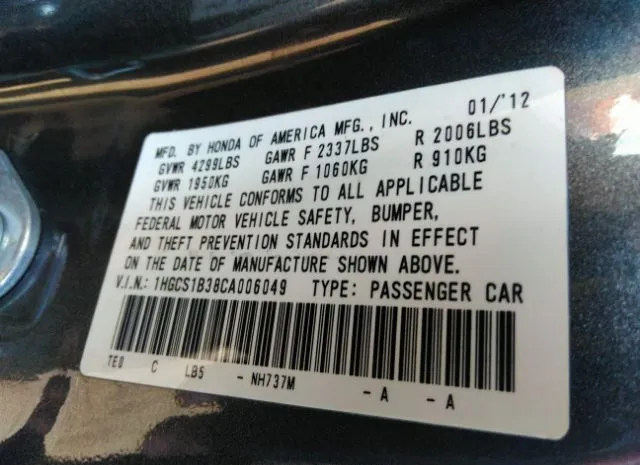 MFD. BY HONDA OF AMERICA MFG., INC. 01/'12
GVWR 4299LBS GAWR F 2337LBS R 2006LBS
GVWR 1950KG GAWR F 1060KG R 910KG
THIS VEHICLE CONFORMS TO ALL APPLICABLE
FEDERAL MOTOR VEHICLE SAFETY, BUMPER,
AND THEFT PREVENTION STANDARDS IN EFFECT
ON THE DATE OF MANUFACTURE SHOWN ABOVE.
V.I.N.: 1HGCS1B38CA006049 TYPE: PASSENGER CAR
TE0 C LB5 - NH737M - A - A